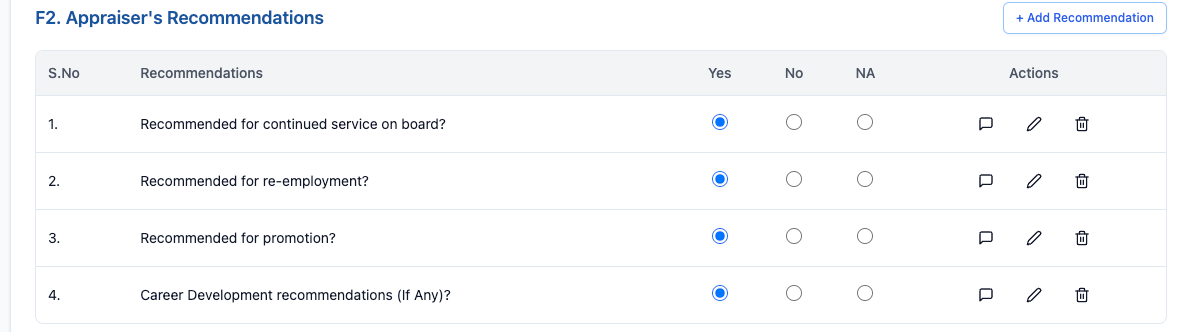 F2. Appraiser's Recommendations
+ Add Recommendation
S.No Recommendations Yes No NA Actions
1. Recommended for continued service on board?
2. Recommended for re-employment?
3. Recommended for promotion?
4. Career Development recommendations (If Any)?